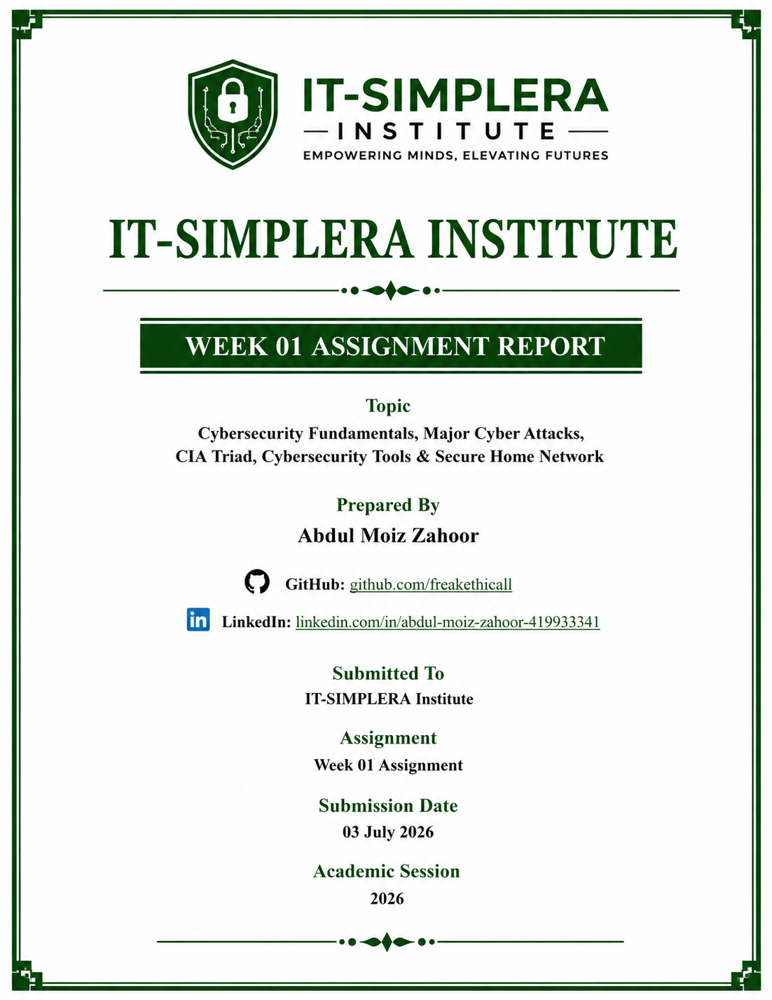 IT-SIMPLERA
INSTITUTE
EMPOWERING MINDS, ELEVATING FUTURES
IT-SIMPLERA INSTITUTE
WEEK 01 ASSIGNMENT REPORT
Topic
Cybersecurity Fundamentals, Major Cyber Attacks,
CIA Triad, Cybersecurity Tools & Secure Home Network
Prepared By
Abdul Moiz Zahoor
GitHub: github.com/freakethicall
in LinkedIn: linkedin.com/in/abdul-moiz-zahoor-419933341
Submitted To
IT-SIMPLERA Institute
Assignment
Week 01 Assignment
Submission Date
03 July 2026
Academic Session
2026